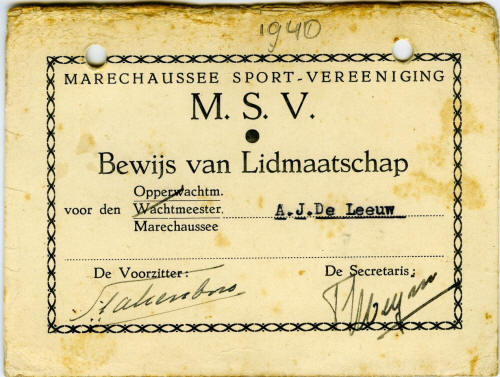 1940
MARECHAUSSEE SPORT-VEREENIGING
M. S. V.
Bewijs van Lidmaatschap
Opperwachtm.
voor den Wachtmeester. A.J.De Leeuw
Marechaussee
De Voorzitter: De Secretaris: